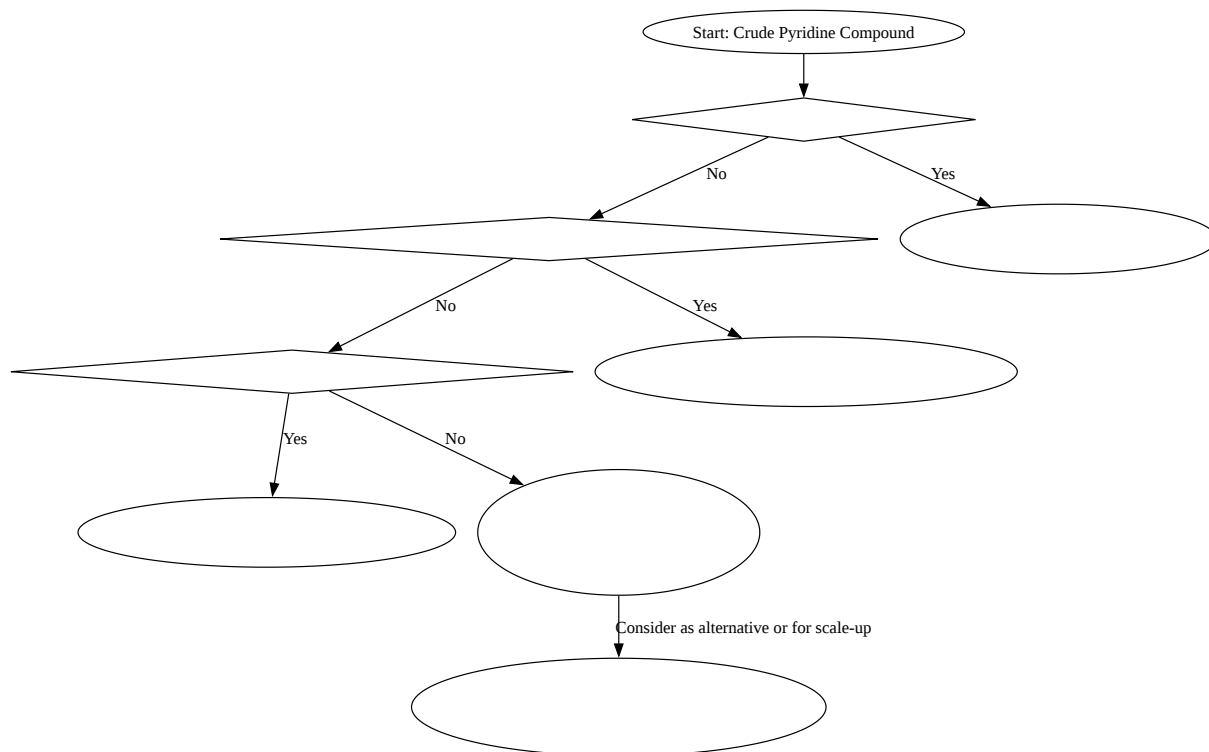 Start: Crude Pyridine Compound
No
Yes
No
Yes
Yes
No
Consider as alternative or for scale-up